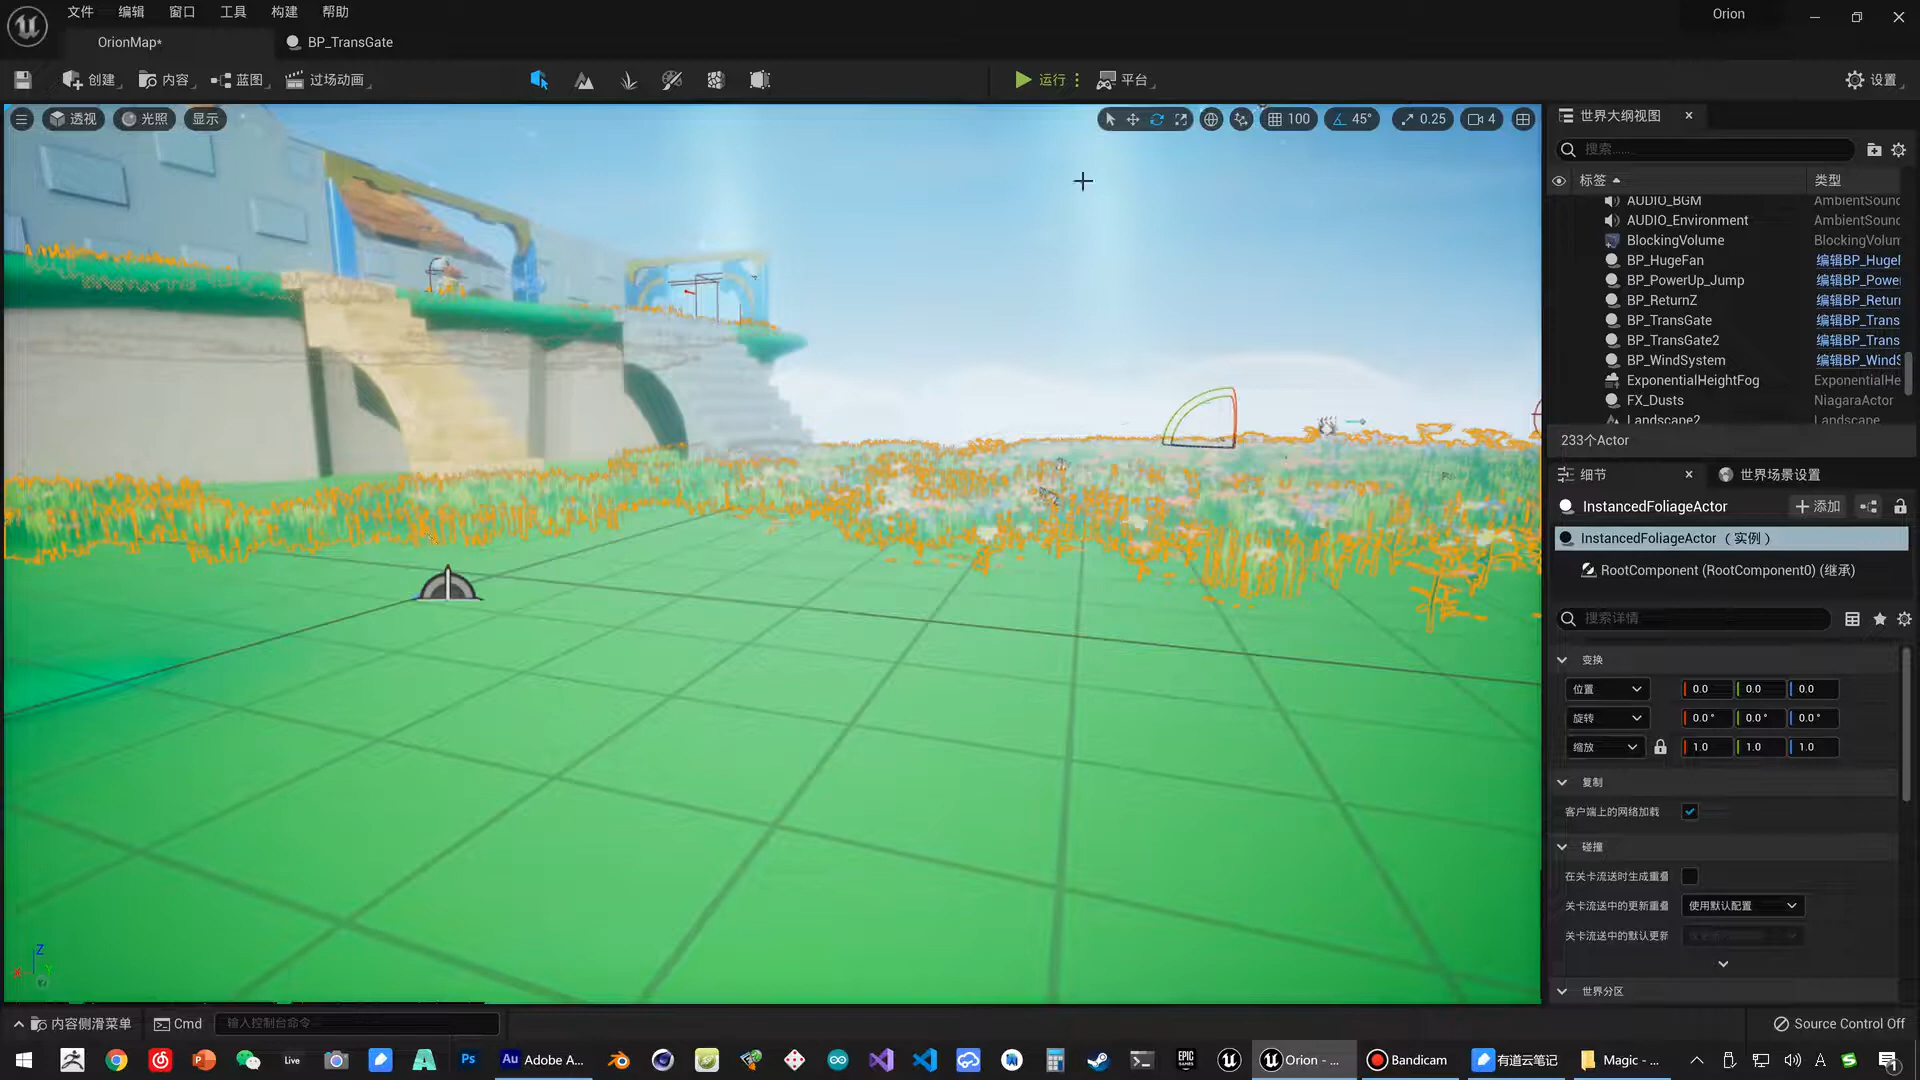 文件 编辑 窗口 工具 构建 帮助 Orion
OrionMap* BP_TransGate
创建 内容 蓝图 过场动画 运行 平台 设置
透视 光照 显示 100 45° 0.25 4
世界大纲视图
搜索......
标签 类型
AUDIO_BGM AmbientSound
AUDIO_Environment AmbientSound
BlockingVolume BlockingVolum
BP_HugeFan 编辑BP_Hugel
BP_PowerUp_Jump 编辑BP_Powe
BP_ReturnZ 编辑BP_Return
BP_TransGate 编辑BP_Trans
BP_TransGate2 编辑BP_Trans
BP_WindSystem 编辑BP_WindS
ExponentialHeightFog ExponentialHe
FX_Dusts NiagaraActor
Landscape2 Landscape
233个Actor
细节 世界场景设置
InstancedFoliageActor 添加
InstancedFoliageActor （实例）
RootComponent (RootComponent0) (继承)
搜索详情
变换
位置 0.0 0.0 0.0
旋转 0.0° 0.0° 0.0°
缩放 1.0 1.0 1.0
复制
客户端上的网络加载
碰撞
在关卡流送时生成重叠
关卡流送中的更新重叠 使用默认配置
关卡流送中的默认更新
世界分区
Z
内容侧滑菜单 Cmd 输入控制台命令 Source Control Off
Live Ps Au Adobe A... EPIC GAMES Orion - ... Bandicam 有道云笔记 Magic - ... A 1